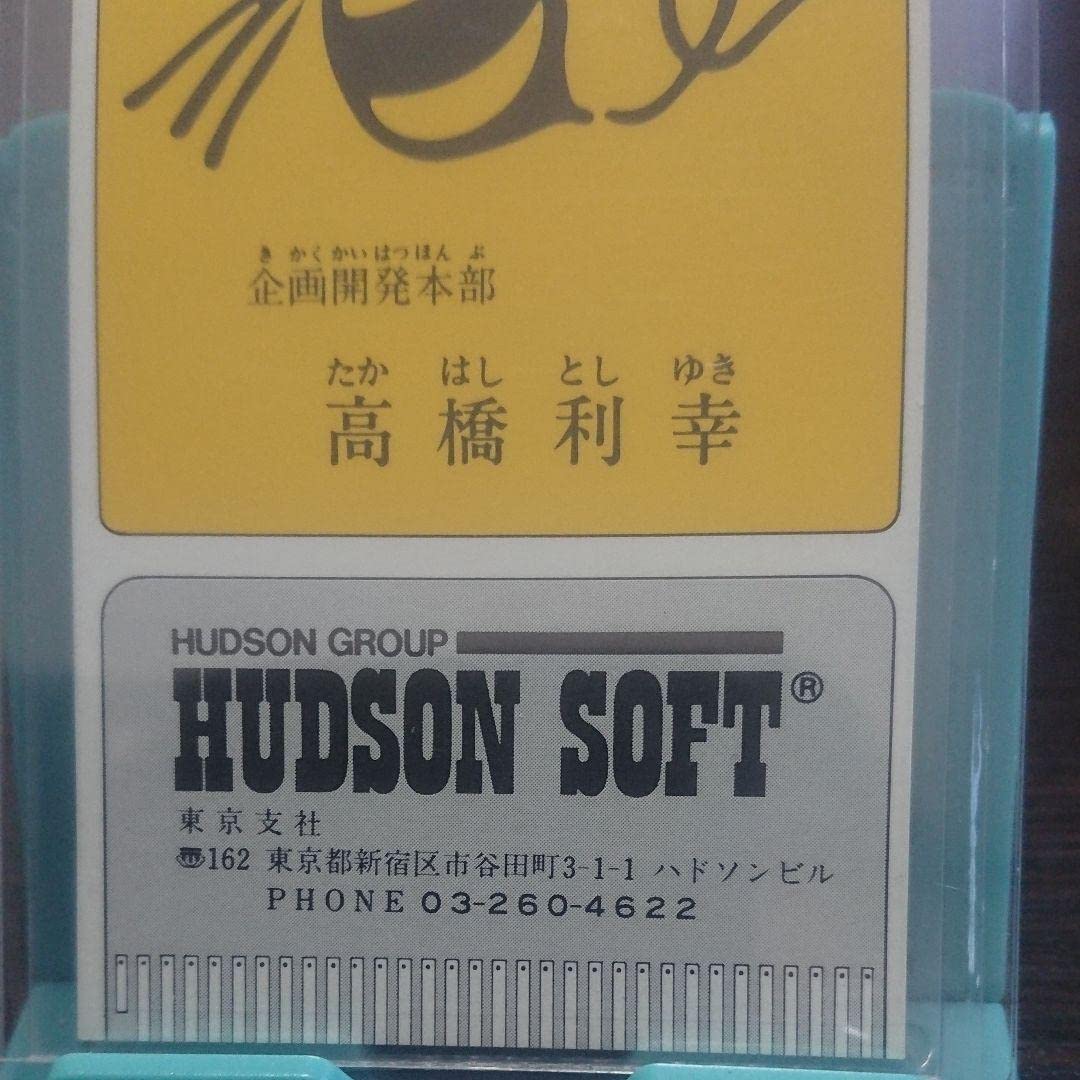 き かく かい はつ ほん ぶ
企画開発本部
たか はし とし ゆき
高橋利幸
HUDSON GROUP
HUDSON SOFT®
東京支社
〠162 東京都新宿区市谷田町3-1-1 ハドソンビル
PHONE 03-260-4622